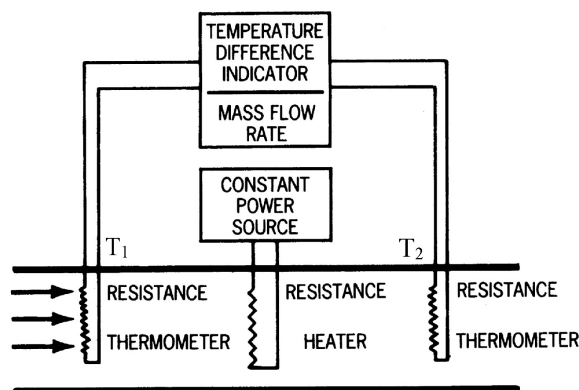 TEMPERATURE
DIFFERENCE
INDICATOR
MASS FLOW
RATE
CONSTANT
POWER
SOURCE
T1
T2
RESISTANCE
THERMOMETER
RESISTANCE
HEATER
RESISTANCE
THERMOMETER